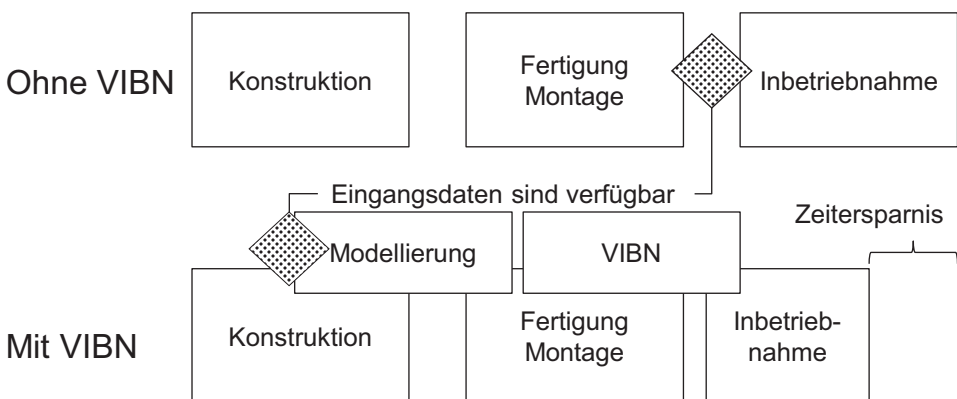 Ohne VIBN
Konstruktion
Fertigung
Montage
Inbetriebnahme
Eingangsdaten sind verfügbar
Zeitersparnis
Modellierung
VIBN
Mit VIBN
Konstruktion
Fertigung
Montage
Inbetrieb-
nahme